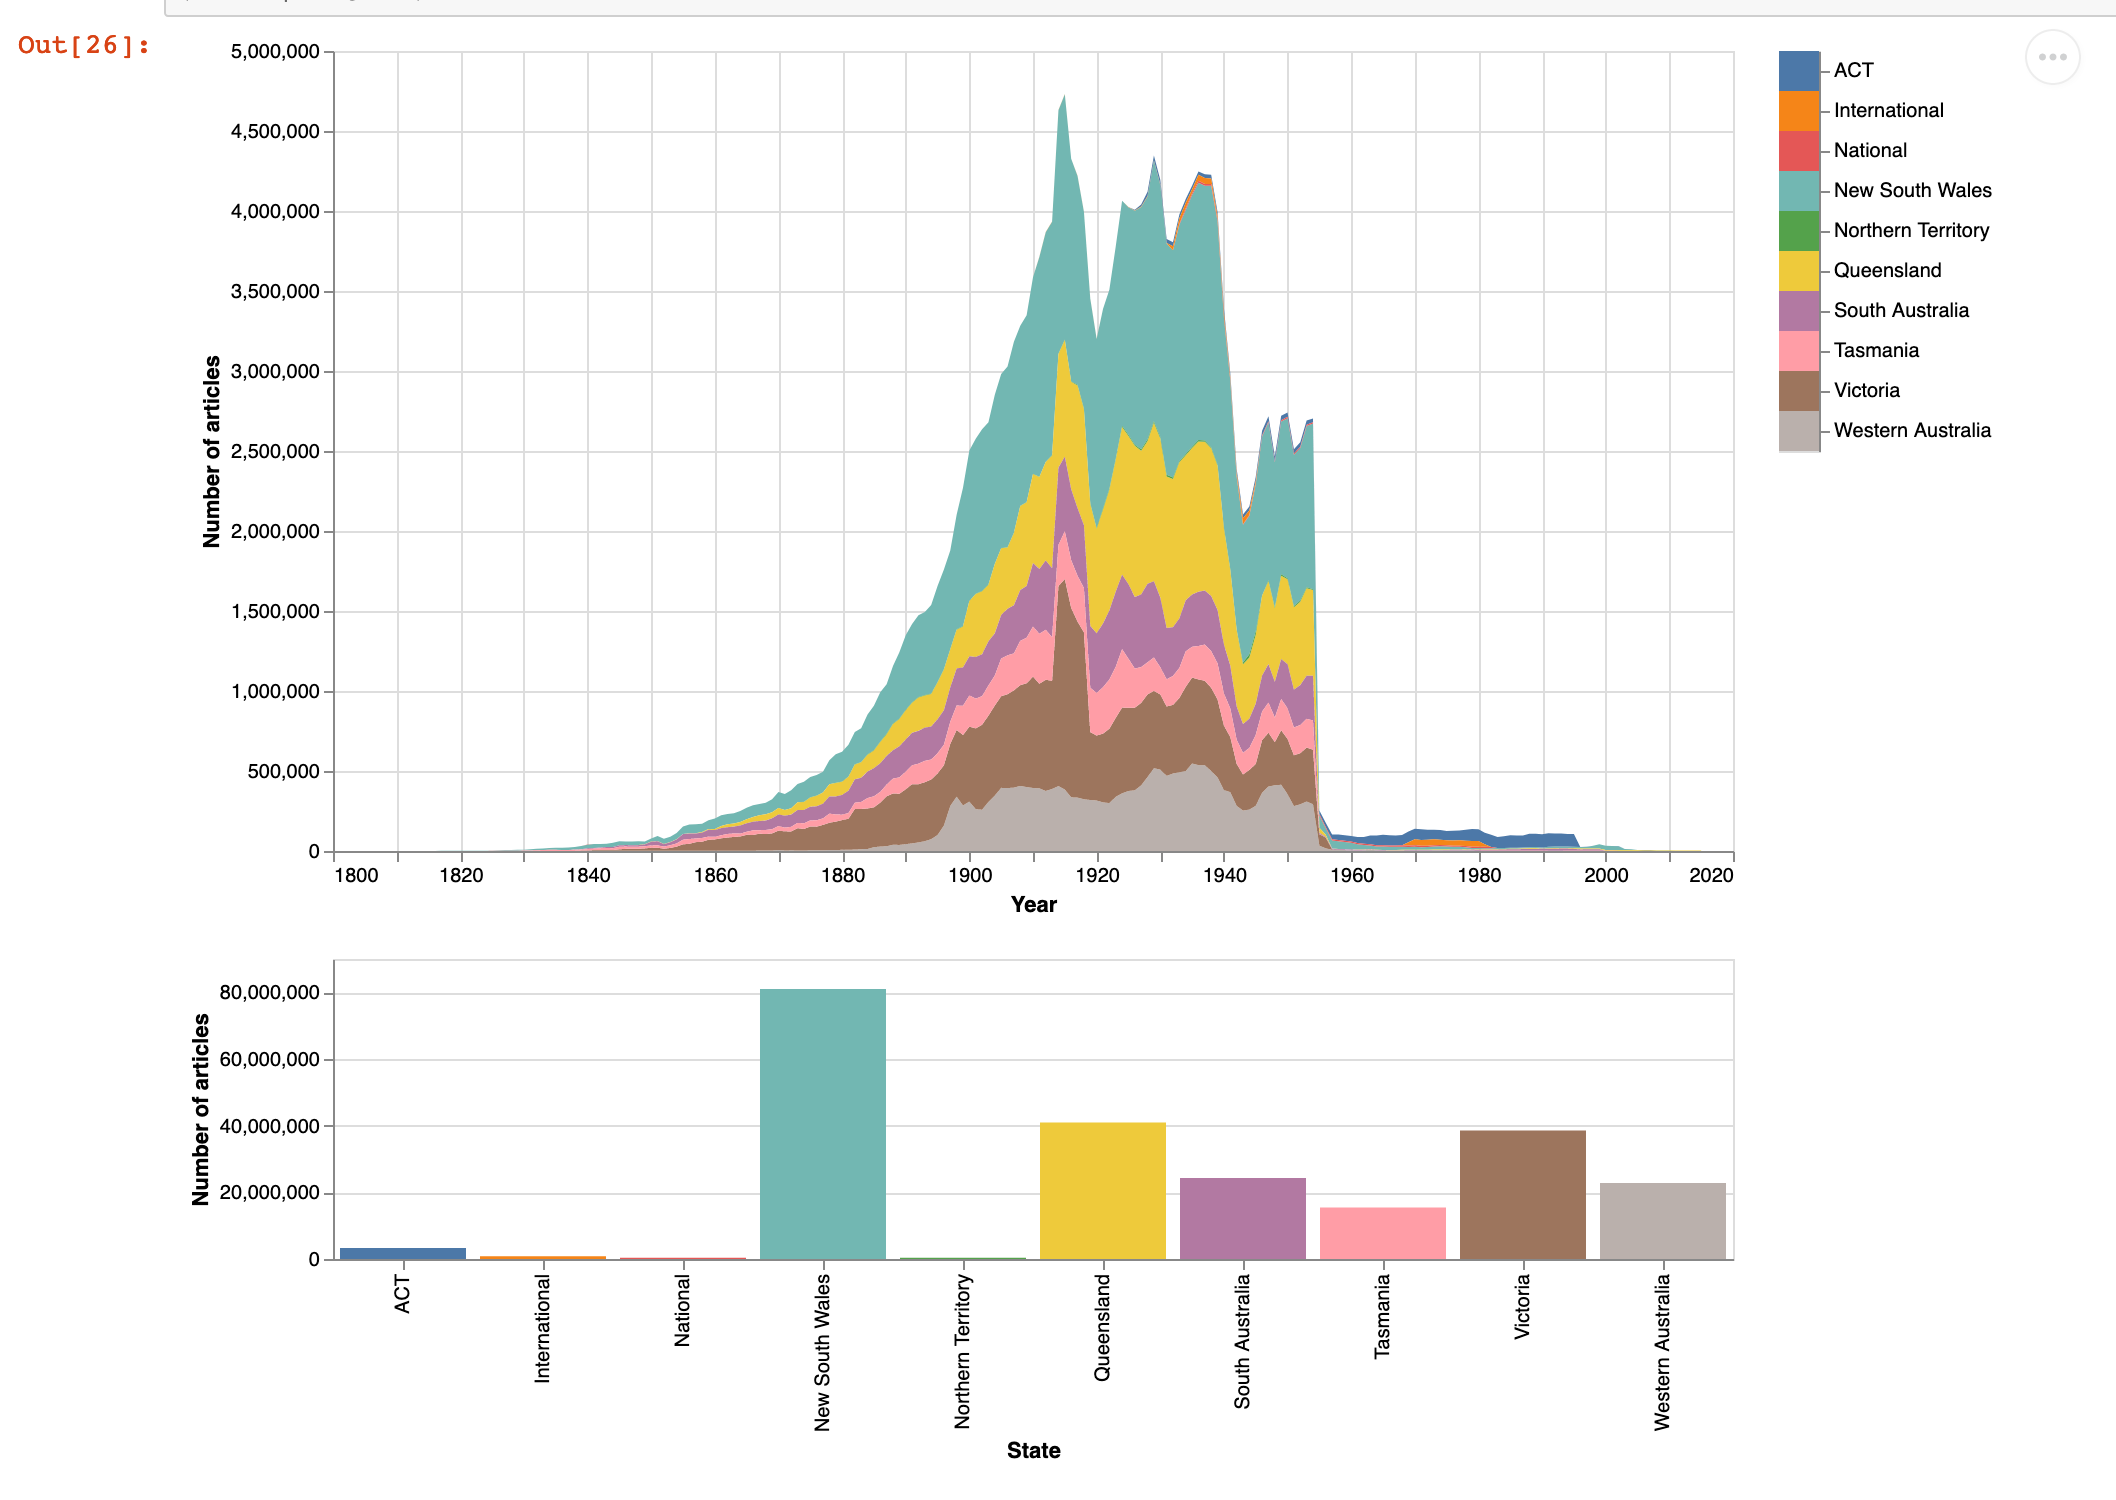 Out[26]:
5,000,000
4,500,000
4,000,000
3,500,000
3,000,000
2,500,000
2,000,000
1,500,000
1,000,000
500,000
0
Number of articles
1800 1820 1840 1860 1880 1900 1920 1940 1960 1980 2000 2020
Year
ACT
International
National
New South Wales
Northern Territory
Queensland
South Australia
Tasmania
Victoria
Western Australia
80,000,000
60,000,000
40,000,000
20,000,000
0
Number of articles
ACT
International
National
New South Wales
Northern Territory
Queensland
South Australia
Tasmania
Victoria
Western Australia
State